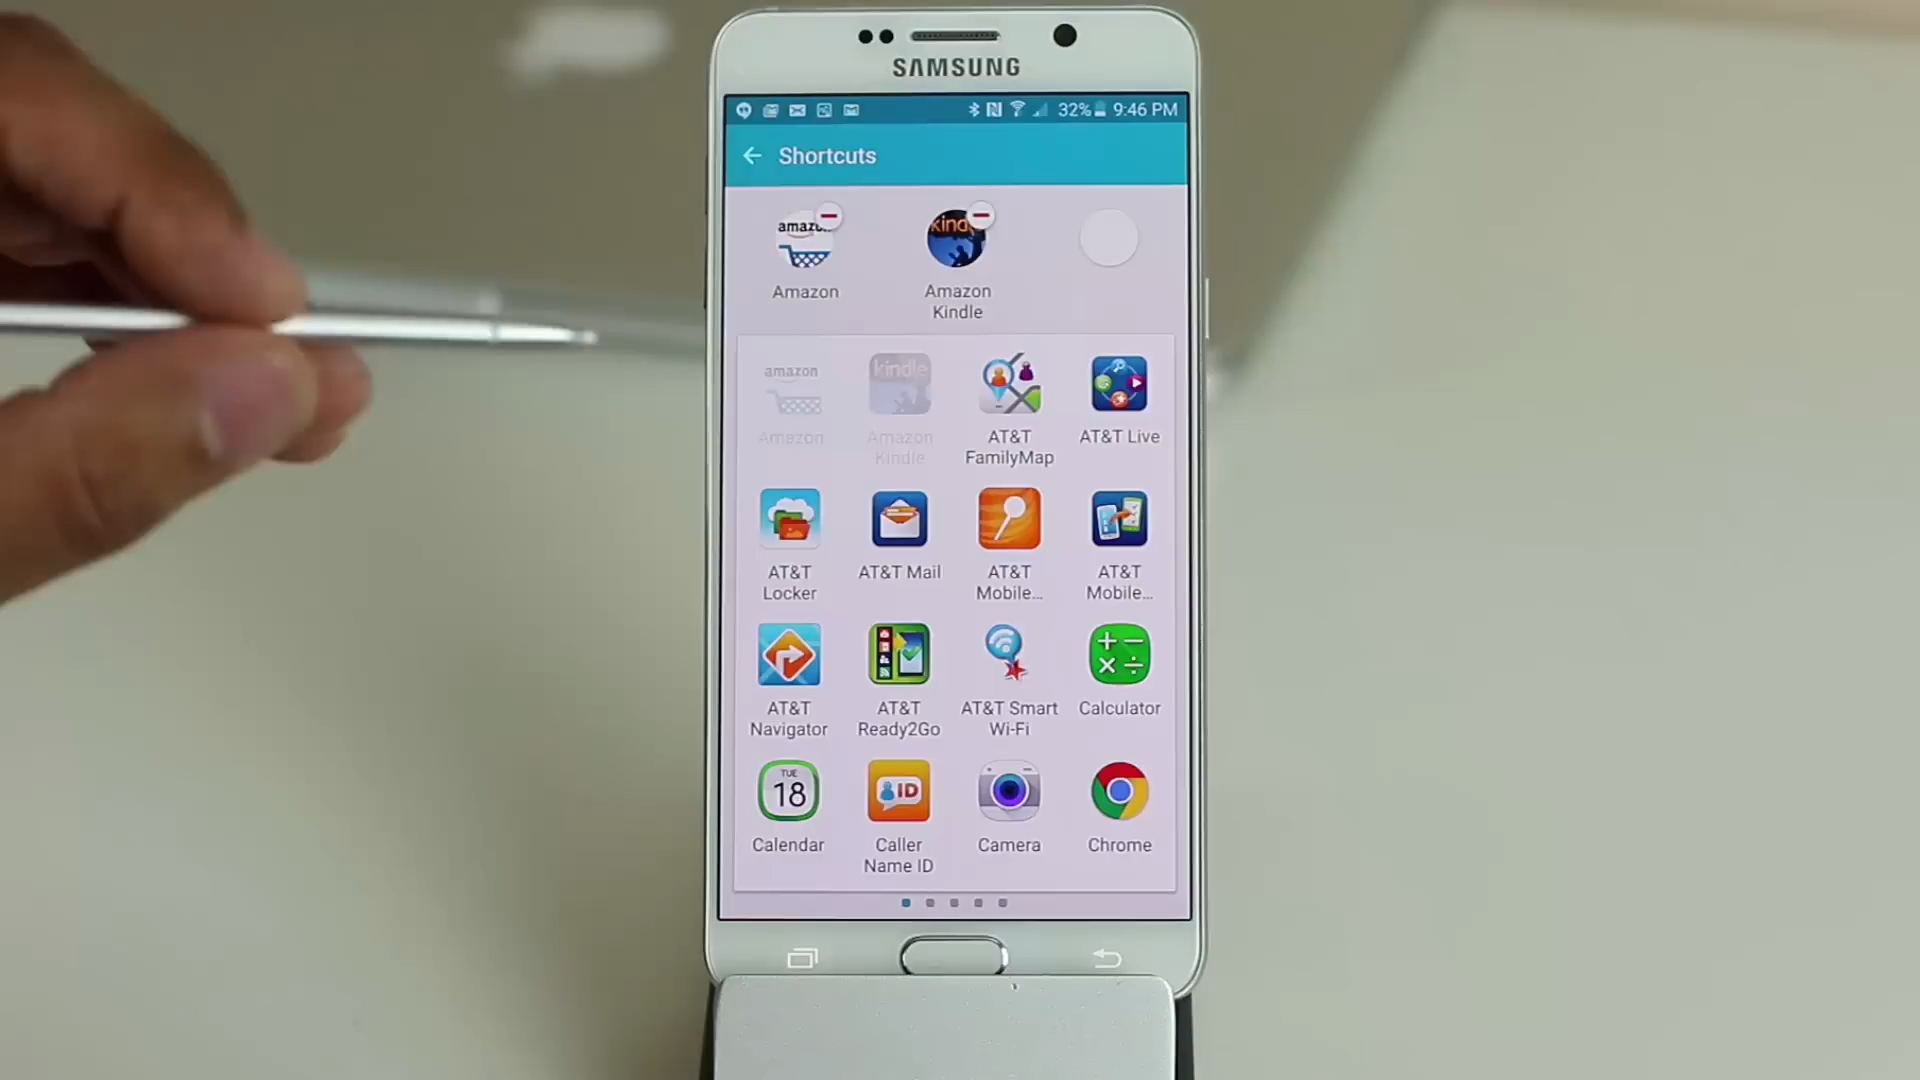 SAMSUNG
32% 9:46 PM
Shortcuts
amazon
kindle
Amazon
Amazon
Kindle
amazon
kindle
Amazon
Amazon
Kindle
AT&T
FamilyMap
AT&T Live
AT&T
Locker
AT&T Mail
AT&T
Mobile...
AT&T
Mobile...
AT&T
Navigator
AT&T
Ready2Go
AT&T Smart
Wi-Fi
Calculator
TUE
18
ID
Calendar
Caller
Name ID
Camera
Chrome